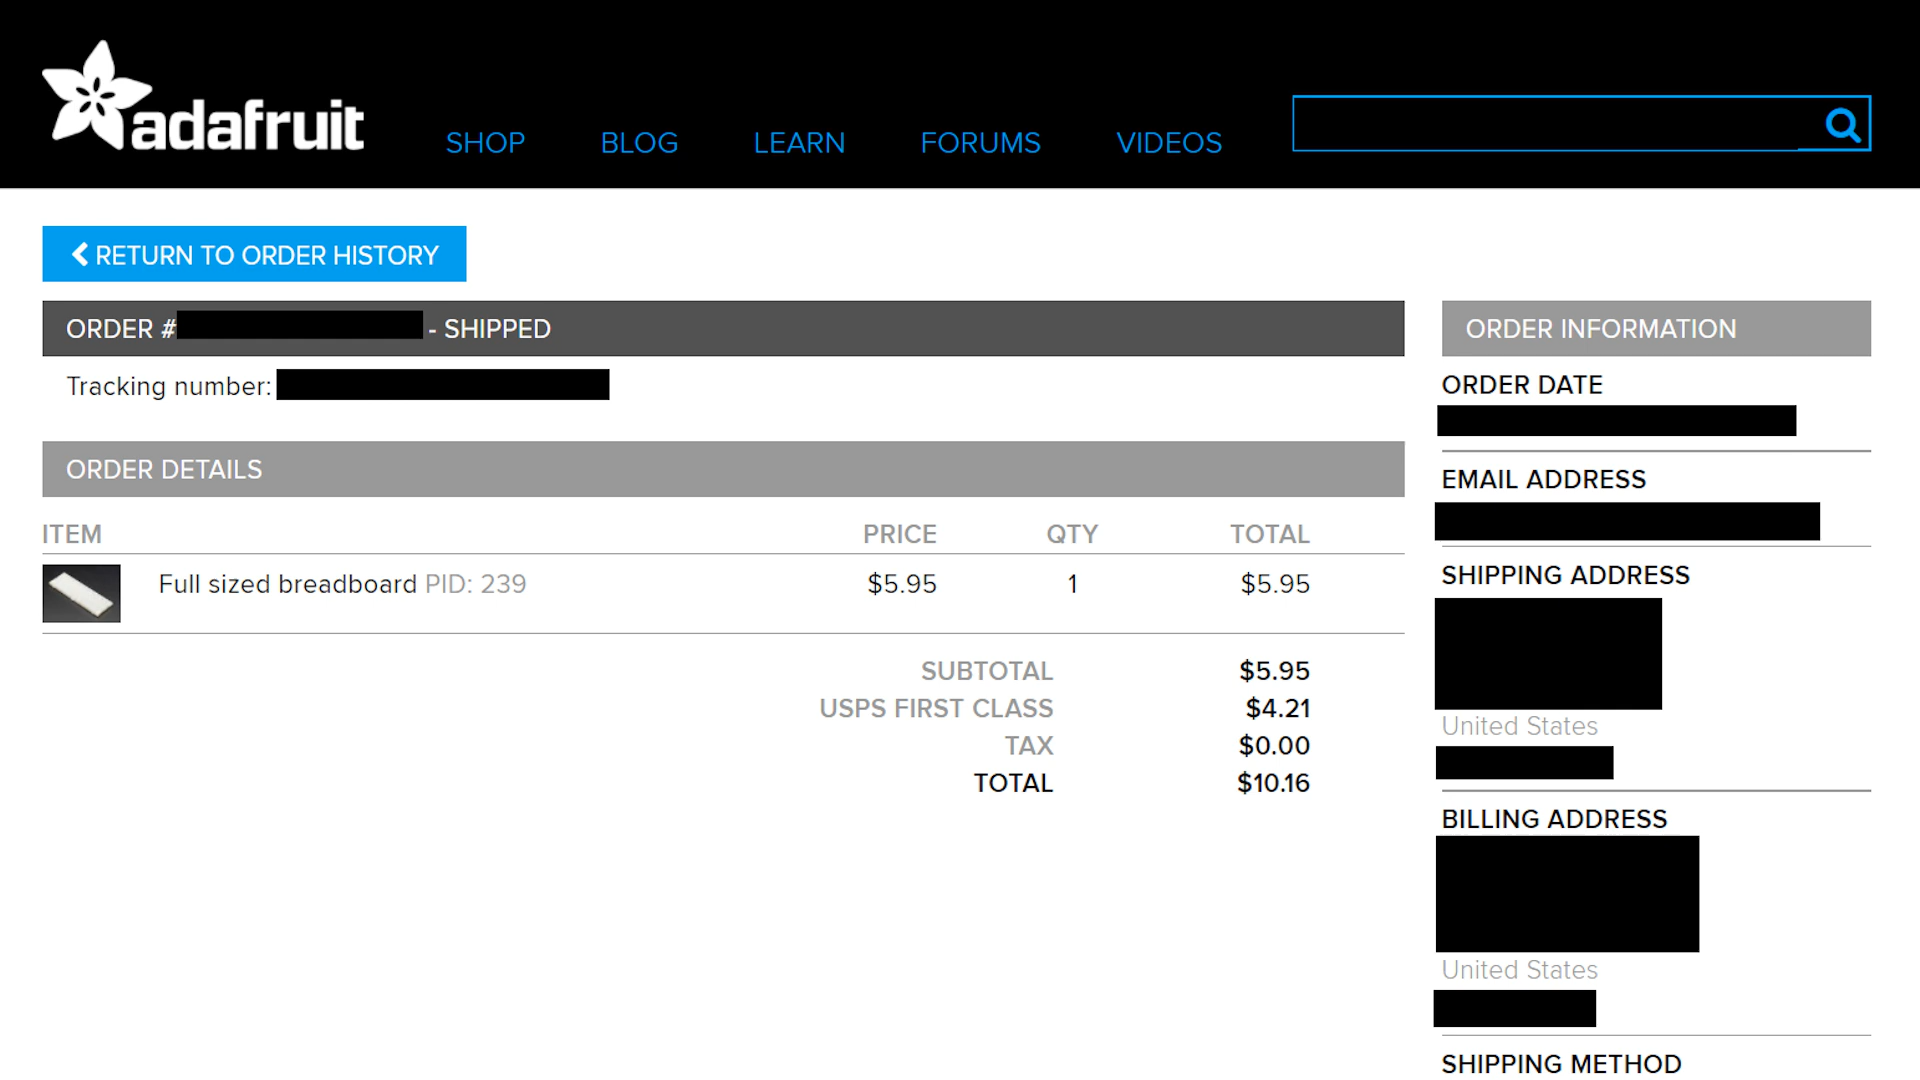 adafruit
SHOP BLOG LEARN FORUMS VIDEOS
RETURN TO ORDER HISTORY
ORDER # - SHIPPED
Tracking number:
ORDER DETAILS
ITEM PRICE QTY TOTAL
Full sized breadboard PID: 239 $5.95 1 $5.95
SUBTOTAL $5.95
USPS FIRST CLASS $4.21
TAX $0.00
TOTAL $10.16
ORDER INFORMATION
ORDER DATE
EMAIL ADDRESS
SHIPPING ADDRESS
United States
BILLING ADDRESS
United States
SHIPPING METHOD